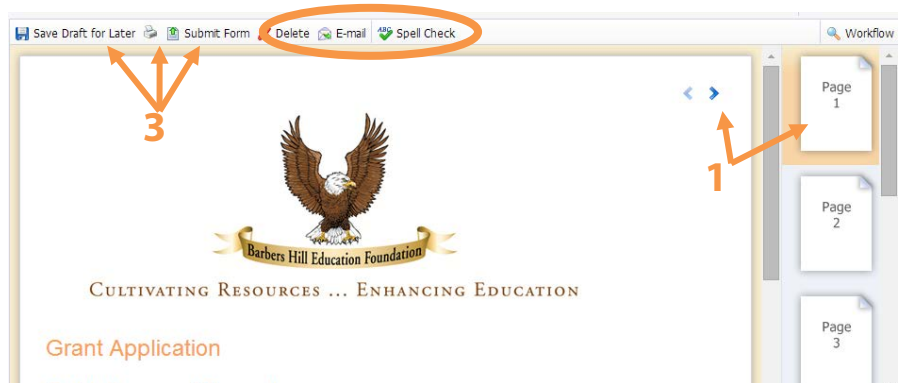 Save Draft for Later Submit Form Delete E-mail ABC Spell Check Workflow
3
1
Page
1
Page
2
Page
3
Barbers Hill Education Foundation
CULTIVATING RESOURCES ... ENHANCING EDUCATION
Grant Application